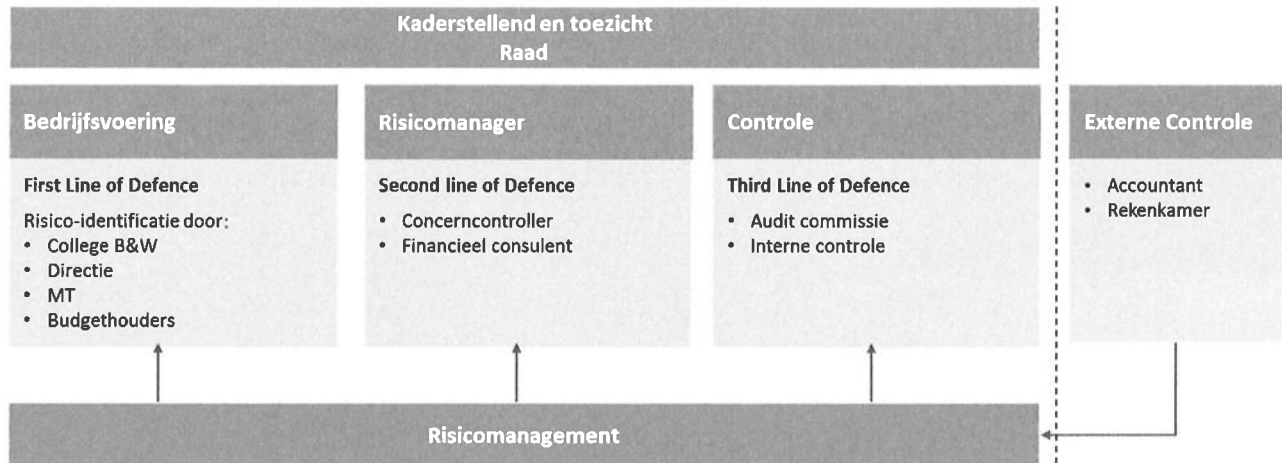 Kaderstellend en toezicht
Raad
Bedrijfsvoering
First Line of Defence
Risico-identificatie door:
• College B&W
• Directie
• MT
• Budgethouders
Risicomanager
Second line of Defence
• Concerncontroller
• Financieel consulent
Controle
Third Line of Defence
• Audit commissie
• Interne controle
Externe Controle
• Accountant
• Rekenkamer
Risicomanagement